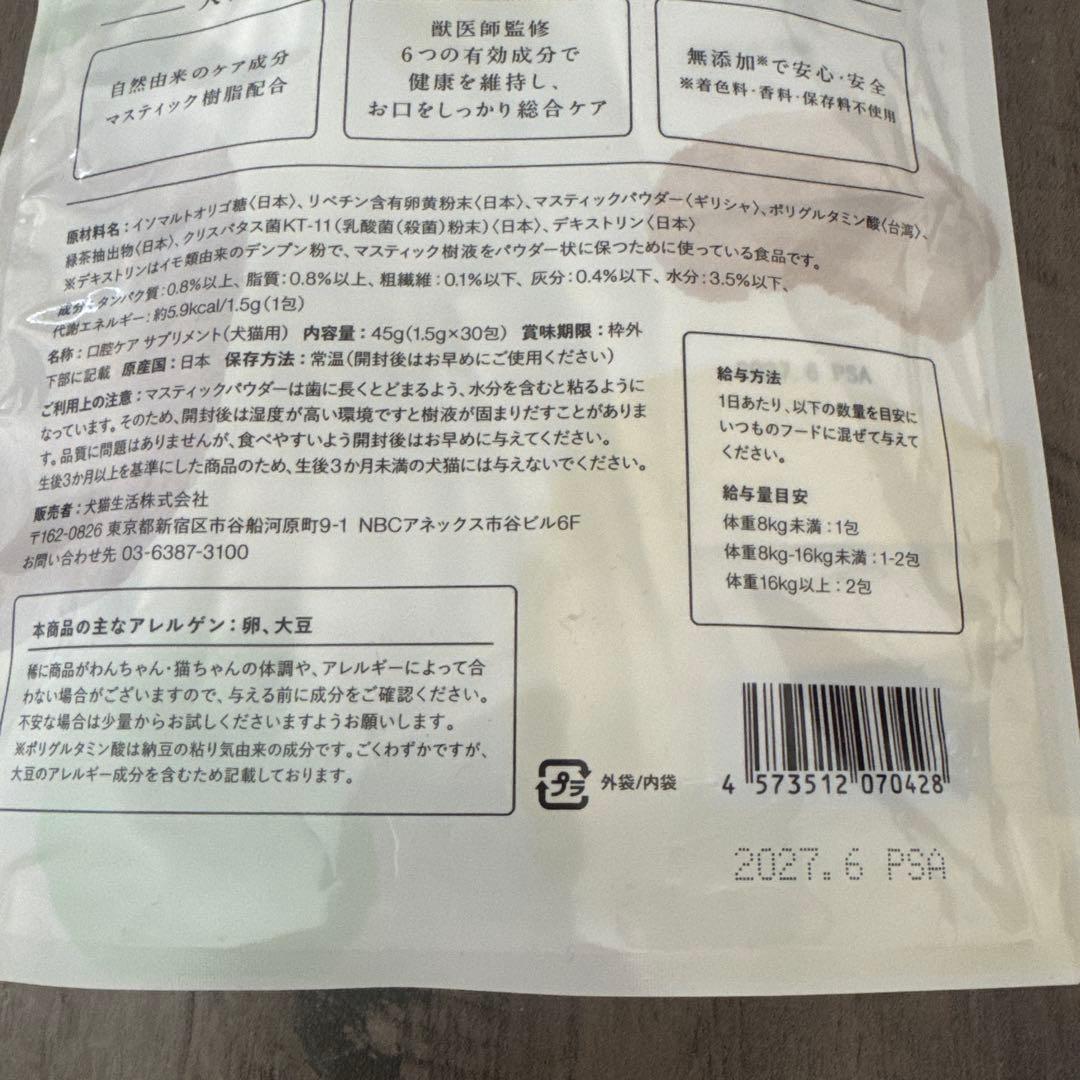 自然由来のケア成分
マスティック樹脂配合
獣医師監修
6つの有効成分で
健康を維持し、
お口をしっかり総合ケア
無添加※で安心・安全
※着色料・香料・保存料不使用
原材料名：イソマルトオリゴ糖〈日本〉、リベチン含有卵黄粉末〈日本〉、マスティックパウダー〈ギリシャ〉、ポリグルタミン酸〈台湾〉、
緑茶抽出物〈日本〉、クリスパタス菌KT-11（乳酸菌（殺菌）粉末）〈日本〉、デキストリン〈日本〉
※デキストリンはイモ類由来のデンプン粉で、マスティック樹液をパウダー状に保つために使っている食品です。
成分：タンパク質：0.8%以上、脂質：0.8%以上、粗繊維：0.1%以下、灰分：0.4%以下、水分：3.5%以下、
代謝エネルギー：約5.9kcal/1.5g（1包）
名称：口腔ケア サプリメント（犬猫用） 内容量：45g（1.5g×30包） 賞味期限：枠外
下部に記載 原産国：日本 保存方法：常温（開封後はお早めにご使用ください）
ご利用上の注意：マスティックパウダーは歯に長くとどまるよう、水分を含むと粘るように
なっています。そのため、開封後は湿度が高い環境ですと樹液が固まりだすことがありま
す。品質に問題はありませんが、食べやすいよう開封後はお早めに与えてください。
生後3か月以上を基準にした商品のため、生後3か月未満の犬猫には与えないでください。
販売者：犬猫生活株式会社
〒162-0826 東京都新宿区市谷船河原町9-1 NBCアネックス市谷ビル6F
お問い合わせ先 03-6387-3100
給与方法
1日あたり、以下の数量を目安に
いつものフードに混ぜて与えて
ください。
給与量目安
体重8kg未満：1包
体重8kg-16kg未満：1-2包
体重16kg以上：2包
本商品の主なアレルゲン：卵、大豆
稀に商品がわんちゃん・猫ちゃんの体調や、アレルギーによって合
わない場合がございますので、与える前に成分をご確認ください。
不安な場合は少量からお試しくださいますようお願いします。
※ポリグルタミン酸は納豆の粘り気由来の成分です。ごくわずかですが、
大豆のアレルギー成分を含むため記載しております。
プラ 外袋/内袋
4 573512 070428
2027.6 PSA